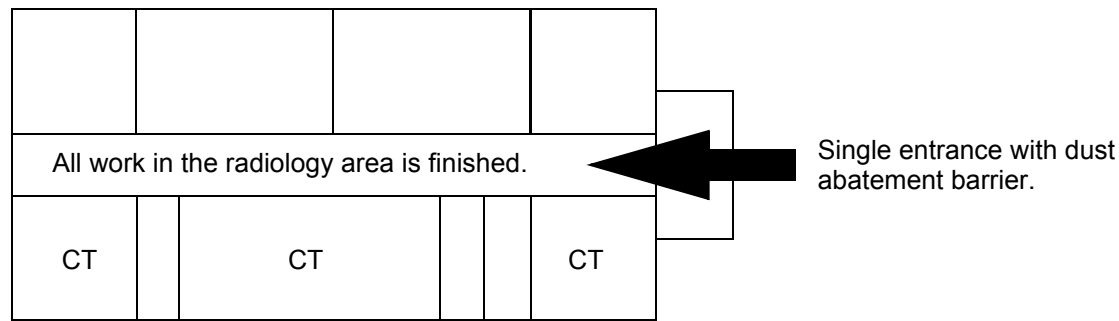 All work in the radiology area is finished.
Single entrance with dust
abatement barrier.
CT
CT
CT